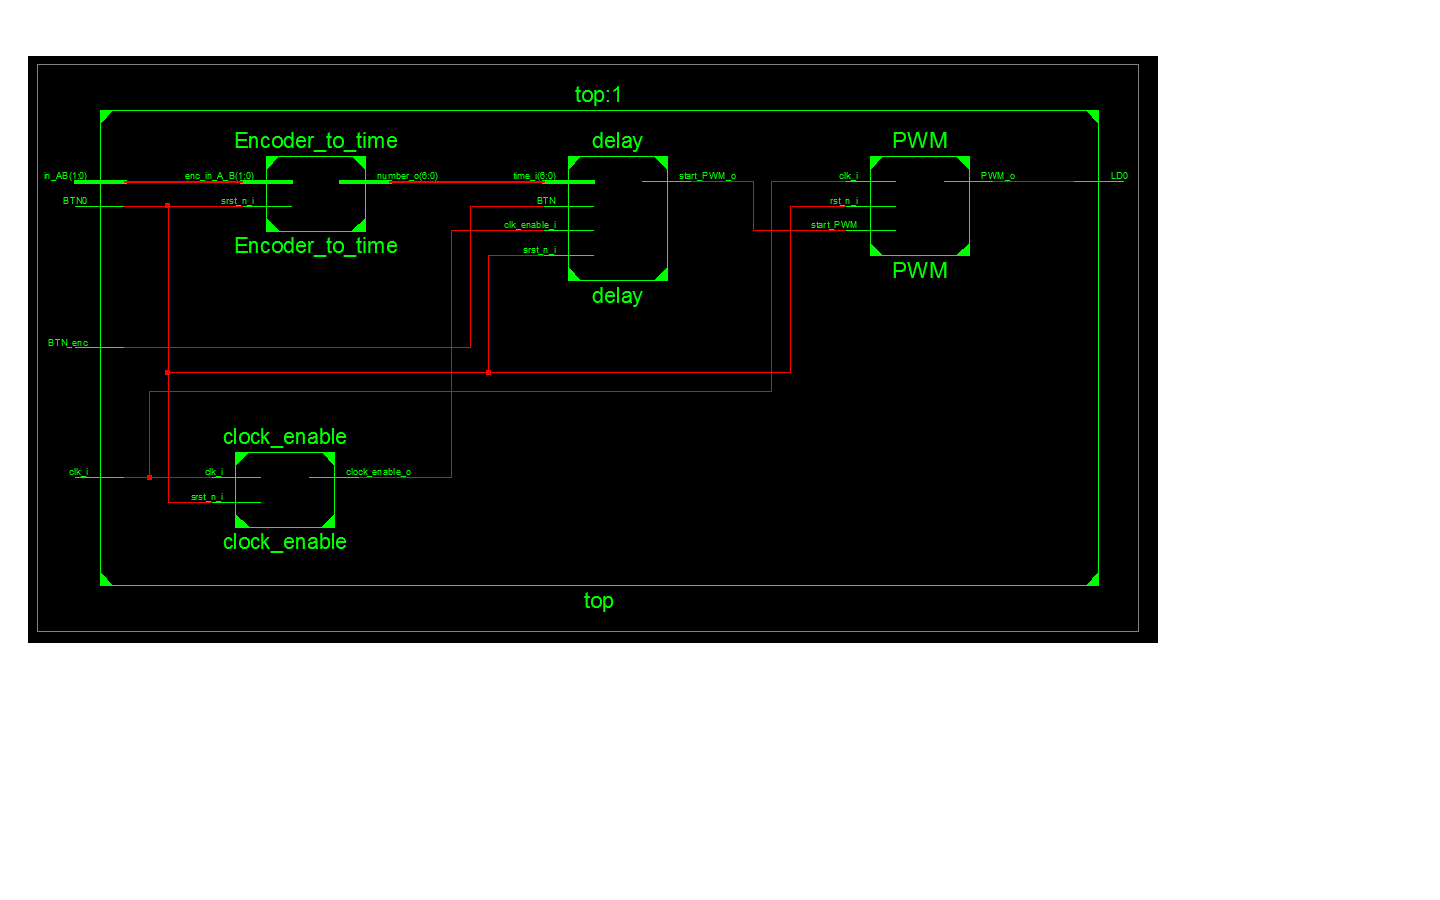 top:1
Encoder_to_time
delay
PWM
in_AB(1:0)
enc_in_A_B(1:0)
number_o(6:0)
time_i(6:0)
start_PWM_o
clk_i
PWM_o
LD0
BTN0
srst_n_i
BTN
rst_n_i
clk_enable_i
start_PWM
Encoder_to_time
srst_n_i
PWM
delay
BTN_enc
clock_enable
clk_i
clk_i
clock_enable_o
srst_n_i
clock_enable
top